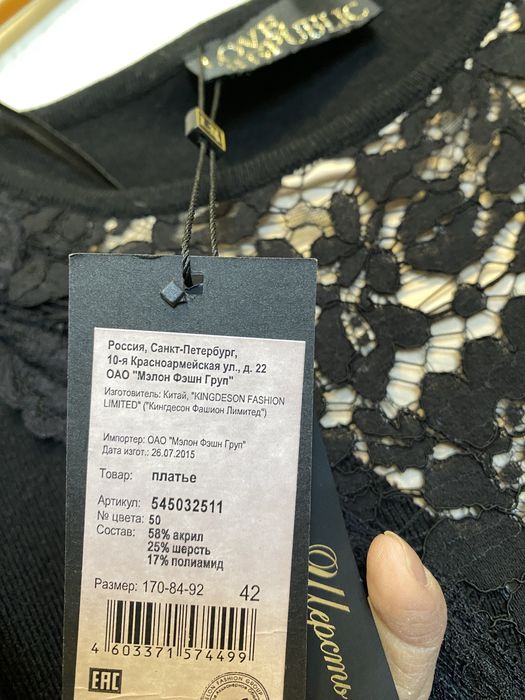 LOVE
REPUBLIC
Россия, Санкт-Петербург,
10-я Красноармейская ул., д. 22
ОАО "Мэлон Фэшн Груп"
Изготовитель: Китай, "KINGDESON FASHION
LIMITED" ("Кингдесон Фашион Лимитед")
Импортер: ОАО "Мэлон Фэшн Груп"
Дата изгот.: 26.07.2015
Товар: платье
Артикул: 545032511
№ цвета: 50
Состав: 58% акрил
25% шерсть
17% полиамид
Размер: 170-84-92 42
4 603371 574499
EAC
Шерсть